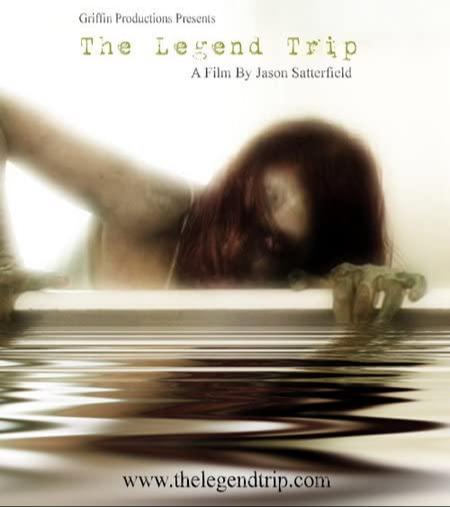 Griffin Productions Presents
The Legend Trip
A Film By Jason Satterfield
www.thelegendtrip.com